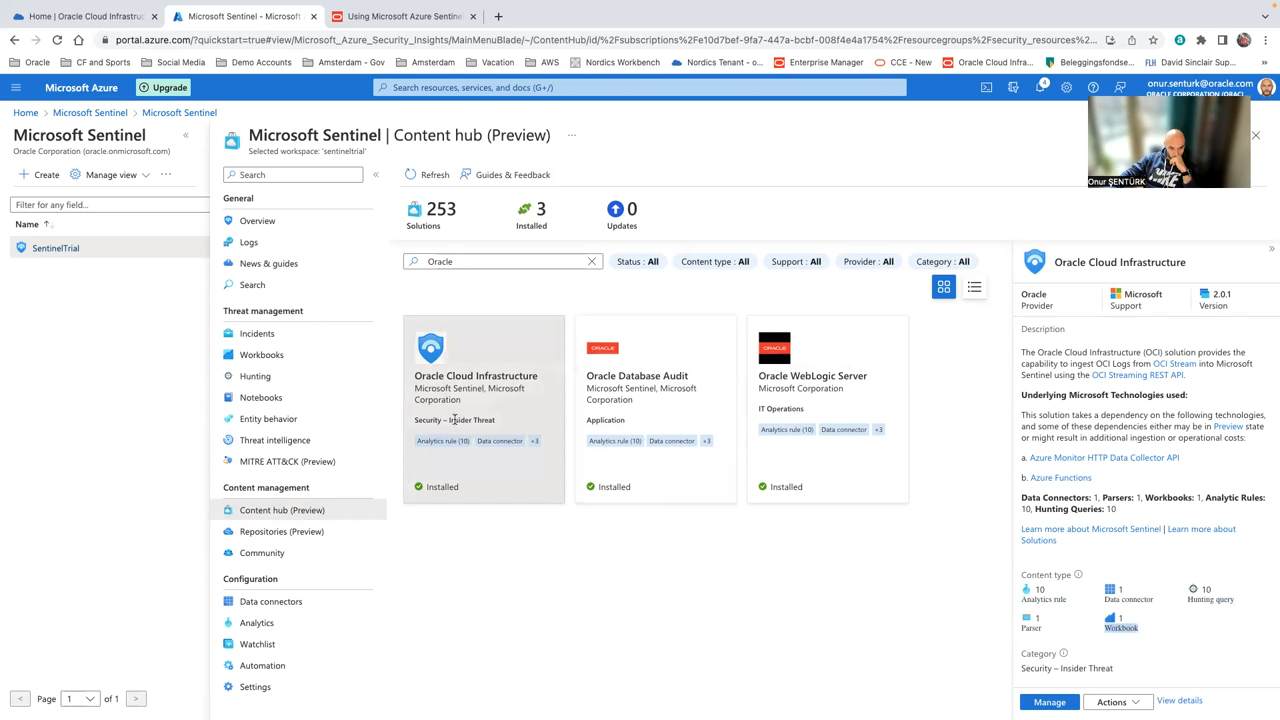 Home | Oracle Cloud Infrastruc
Microsoft Sentinel - Microsoft
Using Microsoft Azure Sentinel
portal.azure.com/?quickstart=true#view/Microsoft_Azure_Security_Insights/MainMenuBlade/~/ContentHub/id/%2Fsubscriptions%2Fe10d7bef-9fa7-447a-bcbf-008f4e4a1754%2Fresourcegroups%2Fsecurity_resources%2...
Oracle
CF and Sports
Social Media
Demo Accounts
Amsterdam - Gov
Amsterdam
Vacation
AWS
Nordics Workbench
Nordics Tenant - o...
Enterprise Manager
CCE - New
Oracle Cloud Infra...
Beleggingsfondse...
David Sinclair Sup...
Microsoft Azure
Upgrade
Search resources, services, and docs (G+/)
4
onur.senturk@oracle.com
ORACLE CORPORATION (ORACL
Home > Microsoft Sentinel > Microsoft Sentinel
Microsoft Sentinel
Oracle Corporation (oracle.onmicrosoft.com)
Create
Manage view
Filter for any field...
Name
SentinelTrial
Page 1 of 1
Microsoft Sentinel | Content hub (Preview)
Selected workspace: 'sentineltrial'
Onur ŞENTÜRK
Search
General
Overview
Logs
News & guides
Search
Threat management
Incidents
Workbooks
Hunting
Notebooks
Entity behavior
Threat intelligence
MITRE ATT&CK (Preview)
Content management
Content hub (Preview)
Repositories (Preview)
Community
Configuration
Data connectors
Analytics
Watchlist
Automation
Settings
Refresh
Guides & Feedback
253
Solutions
3
Installed
0
Updates
Oracle
Status : All
Content type : All
Support : All
Provider : All
Category : All
Oracle Cloud Infrastructure
Microsoft Sentinel, Microsoft
Corporation
Security – Insider Threat
Analytics rule (10)
Data connector
+3
Installed
ORACLE
Oracle Database Audit
Microsoft Sentinel, Microsoft
Corporation
Application
Analytics rule (10)
Data connector
+3
Installed
ORACLE
Oracle WebLogic Server
Microsoft Corporation
IT Operations
Analytics rule (10)
Data connector
+3
Installed
Oracle Cloud Infrastructure
Oracle
Provider
Microsoft
Support
2.0.1
Version
Description
The Oracle Cloud Infrastructure (OCI) solution provides the
capability to ingest OCI Logs from OCI Stream into Microsoft
Sentinel using the OCI Streaming REST API.
Underlying Microsoft Technologies used:
This solution takes a dependency on the following technologies,
and some of these dependencies either may be in Preview state
or might result in additional ingestion or operational costs:
a. Azure Monitor HTTP Data Collector API
b. Azure Functions
Data Connectors: 1, Parsers: 1, Workbooks: 1, Analytic Rules:
10, Hunting Queries: 10
Learn more about Microsoft Sentinel | Learn more about
Solutions
Content type
10
Analytics rule
1
Data connector
10
Hunting query
1
Parser
1
Workbook
Category
Security – Insider Threat
Manage
Actions
View details